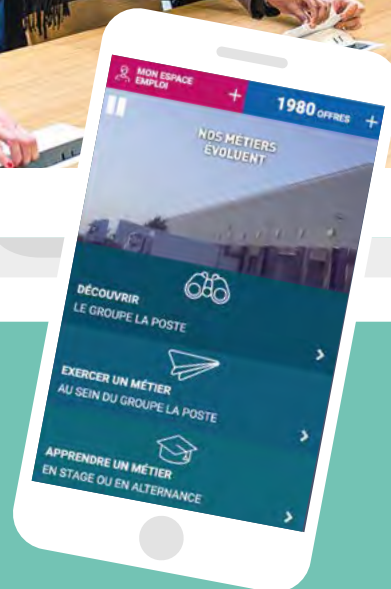 MON ESPACE
EMPLOI +
1980 OFFRES +
NOS MÉTIERS
ÉVOLUENT
DÉCOUVRIR
LE GROUPE LA POSTE
EXERCER UN MÉTIER
AU SEIN DU GROUPE LA POSTE
APPRENDRE UN MÉTIER
EN STAGE OU EN ALTERNANCE